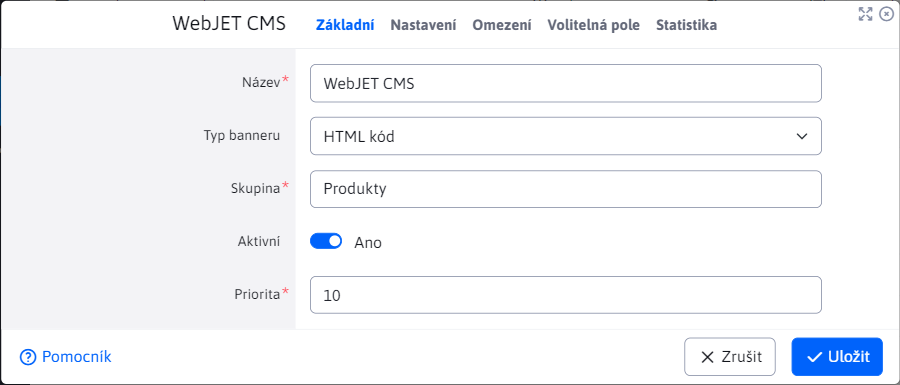 WebJET CMS Základní Nastavení Omezení Volitelná pole Statistika
Název* WebJET CMS
Typ banneru HTML kód
Skupina* Produkty
Aktivní Ano
Priorita* 10
Pomocník Zrušit Uložit